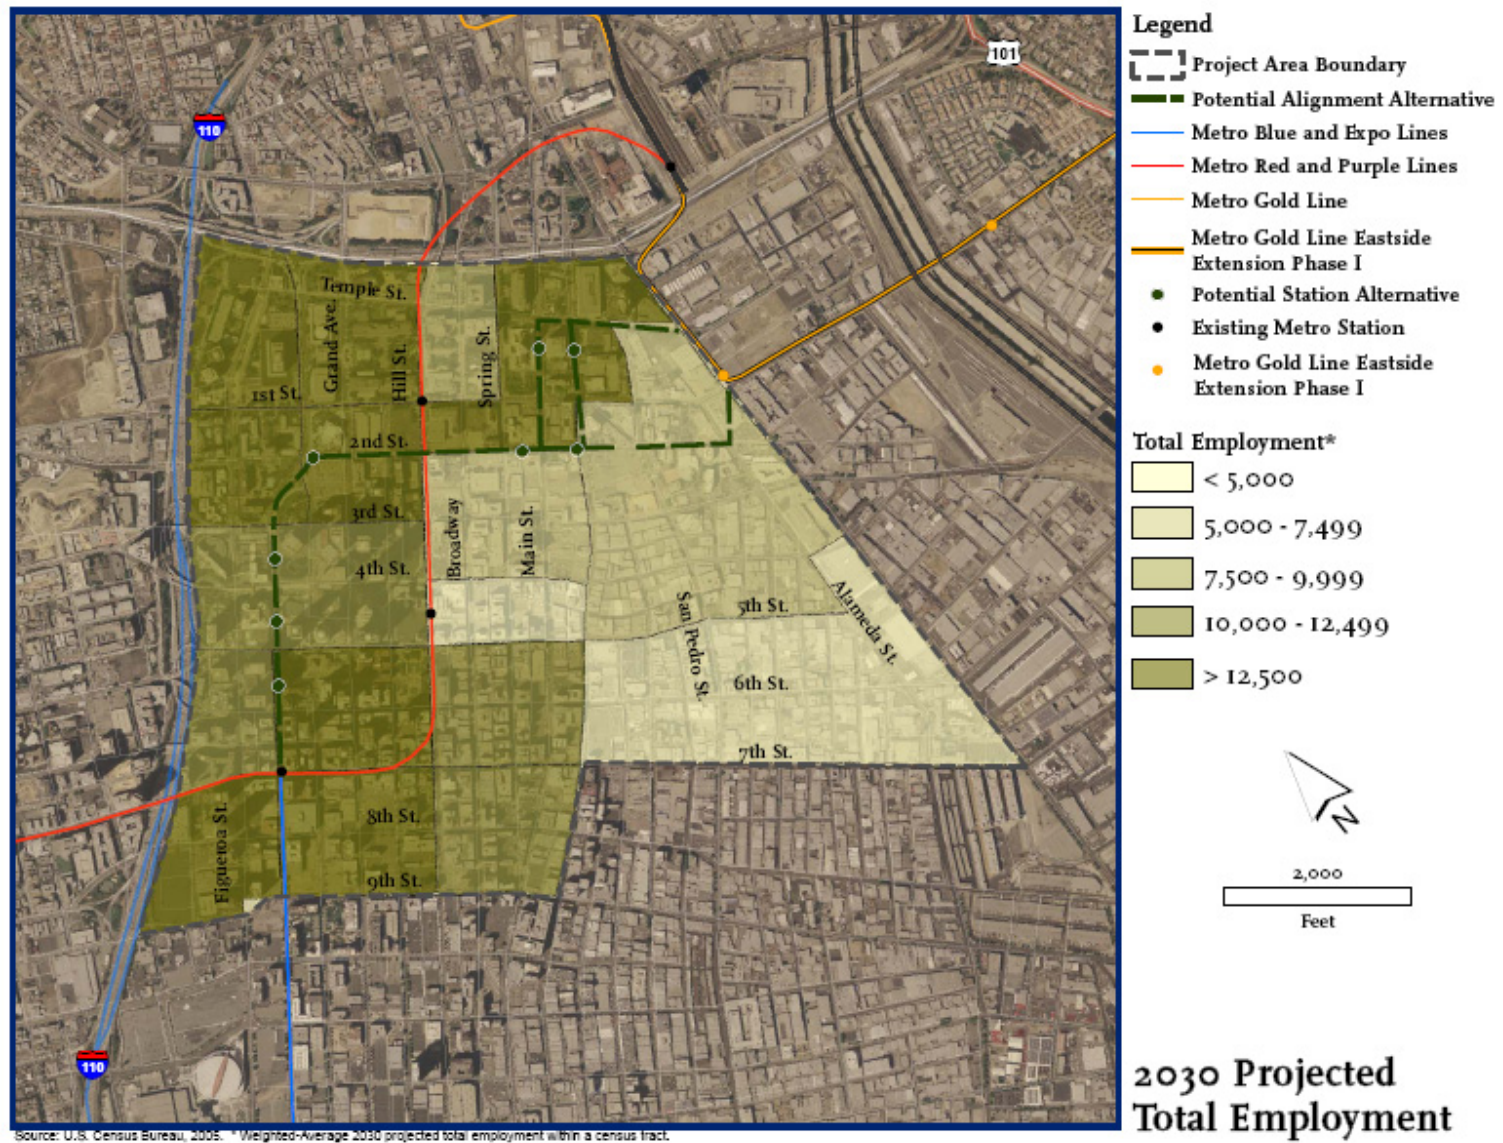 110
101
Temple St.
Grand Ave.
Hill St.
Spring St.
1st St.
2nd St.
3rd St.
4th St.
Broadway
Main St.
San Pedro St.
5th St.
Alameda St.
6th St.
7th St.
8th St.
Figueroa St.
9th St.
110
Source: U.S. Census Bureau, 2005. * Weighted-Average 2030 projected total employment within a census tract.
Legend
Project Area Boundary
Potential Alignment Alternative
Metro Blue and Expo Lines
Metro Red and Purple Lines
Metro Gold Line
Metro Gold Line Eastside
Extension Phase I
Potential Station Alternative
Existing Metro Station
Metro Gold Line Eastside
Extension Phase I
Total Employment*
< 5,000
5,000 - 7,499
7,500 - 9,999
10,000 - 12,499
> 12,500
N
2,000
Feet
2030 Projected
Total Employment